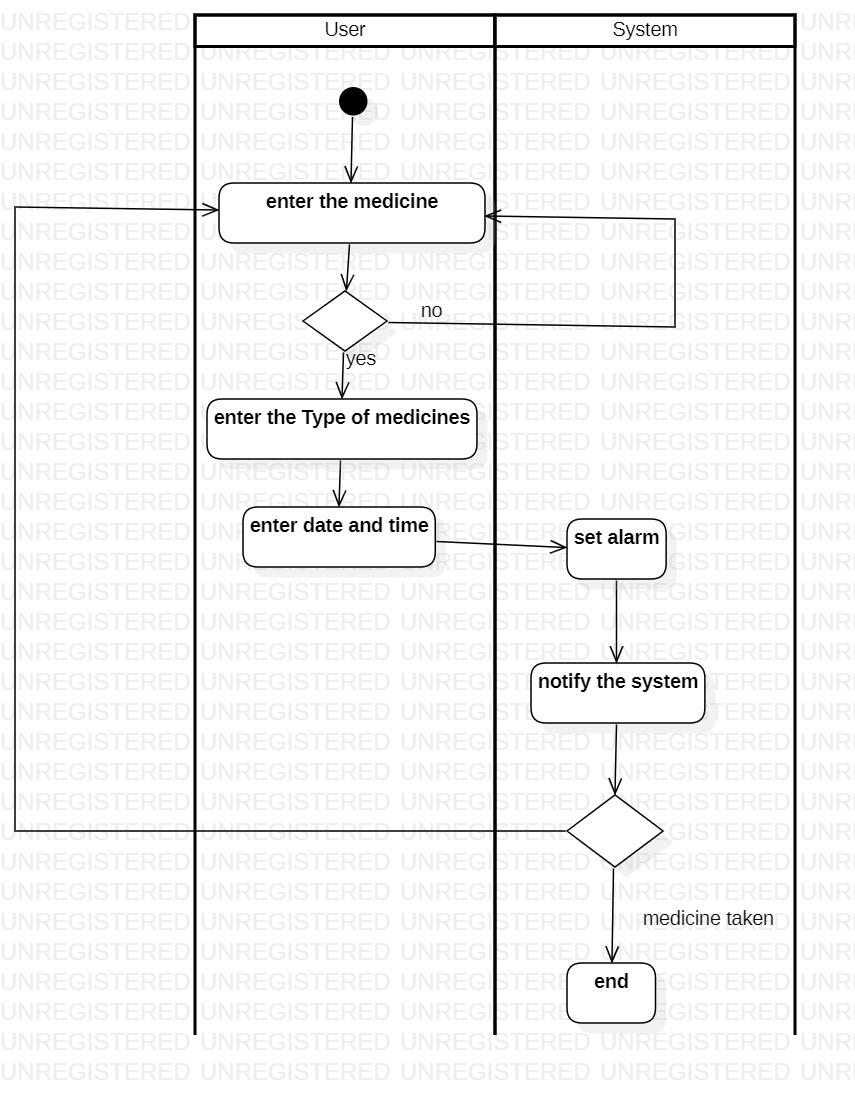 User
System
enter the medicine
no
yes
enter the Type of medicines
enter date and time
set alarm
notify the system
medicine taken
end
UNREGISTERED